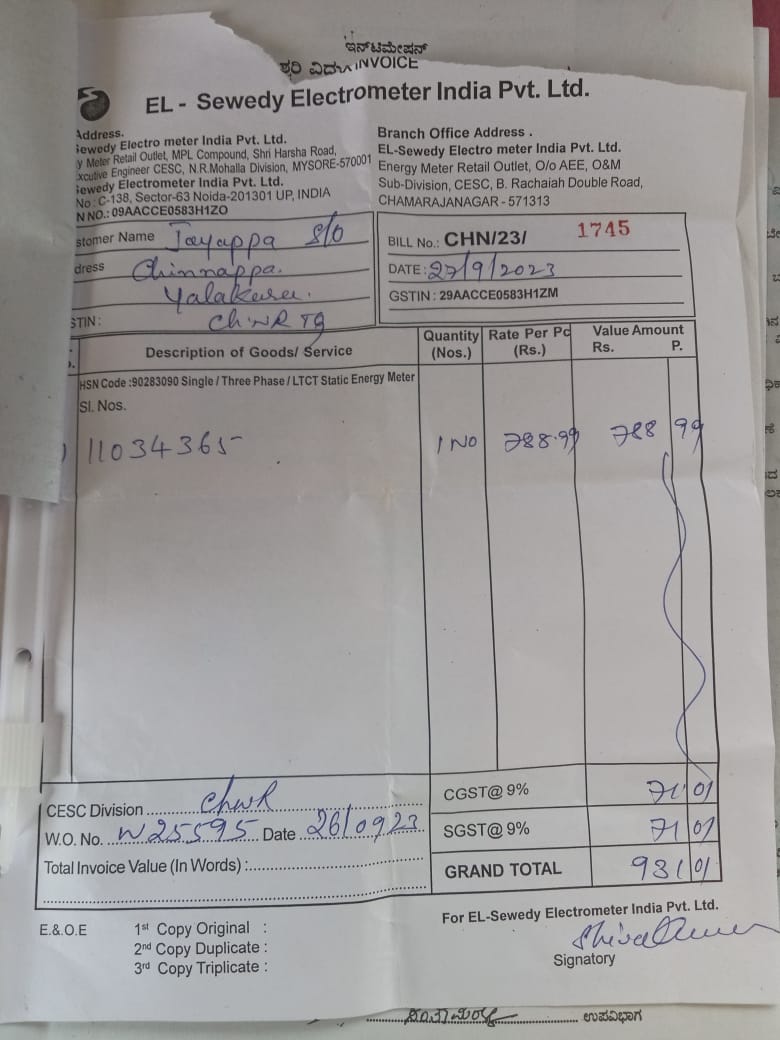 ಇನ್‌ಟಿಮೇಷನ್
INVOICE
EL - Sewedy Electrometer India Pvt. Ltd.
Address.
Sewedy Electro meter India Pvt. Ltd.
y Meter Retail Outlet, MPL Compound, Shri Harsha Road,
xcutive Engineer CESC, N.R.Mohalla Division, MYSORE-570001
Sewedy Electrometer India Pvt. Ltd.
No : C-138, Sector-63 Noida-201301 UP, INDIA
N NO.: 09AACCE0583H1ZO
Branch Office Address .
EL-Sewedy Electro meter India Pvt. Ltd.
Energy Meter Retail Outlet, O/o AEE, O&M
Sub-Division, CESC, B. Rachaiah Double Road,
CHAMARAJANAGAR - 571313
stomer Name Jayappa S/o
dress Chinnappa.
STIN: CHNR TQ
BILL No.: CHN/23/ 1745
DATE: 27/9/2023
GSTIN : 29AACCE0583H1ZM
Description of Goods/ Service
Quantity (Nos.)
Rate Per Pc (Rs.)
Value Amount
Rs. P.
HSN Code :90283090 Single / Three Phase / LTCT Static Energy Meter
Sl. Nos.
11034365 1 NO 788.99 788 99
CESC Division ChNR
W.O. No. W25595 Date 26/09/23
Total Invoice Value (In Words) :
CGST@ 9% 71 01
SGST@ 9% 71 01
GRAND TOTAL 931 01
E.& O.E
1st Copy Original :
2nd Copy Duplicate :
3rd Copy Triplicate :
For EL-Sewedy Electrometer India Pvt. Ltd.
Signatory
ಉಪವಿಭಾಗ